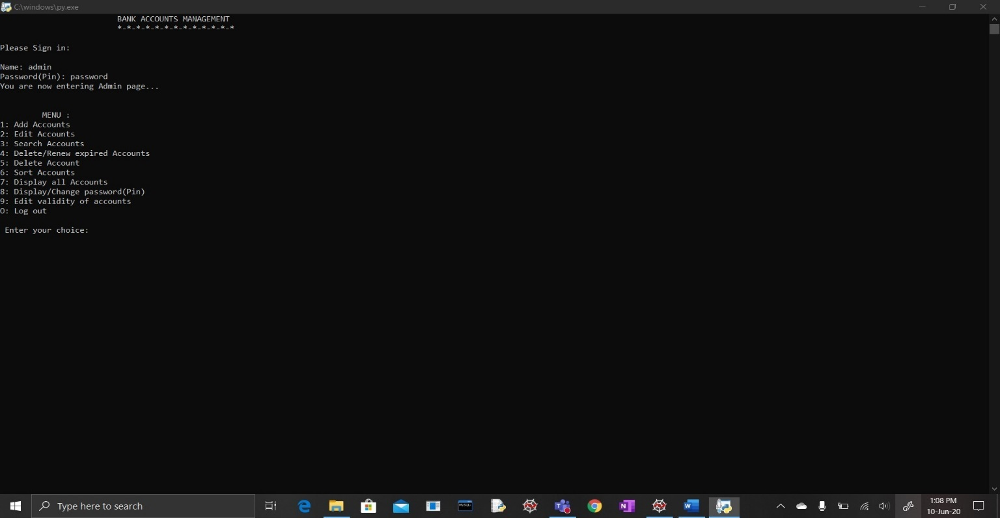 C:\windows\py.exe
BANK ACCOUNTS MANAGEMENT
*-*-*-*-*-*-*-*-*-*-*-*-*
Please Sign in:
Name: admin
Password(Pin): password
You are now entering Admin page...
MENU :
1: Add Accounts
2: Edit Accounts
3: Search Accounts
4: Delete/Renew expired Accounts
5: Delete Account
6: Sort Accounts
7: Display all Accounts
8: Display/Change password(Pin)
9: Edit validity of accounts
0: Log out
Enter your choice:
Type here to search
MySQL
1:08 PM
10-Jun-20